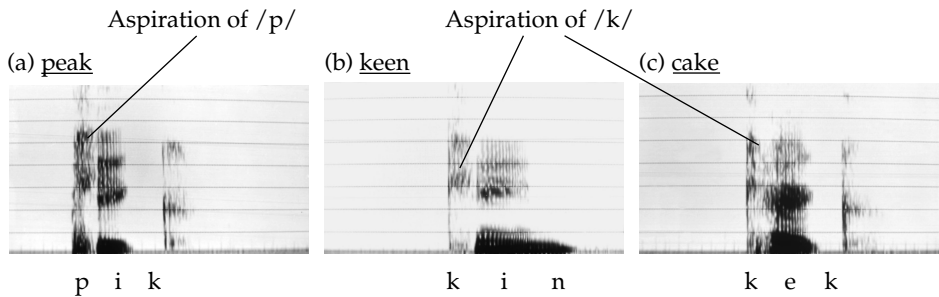 Aspiration of /p/ Aspiration of /k/
(a) peak (b) keen (c) cake
p i k k i n k e k